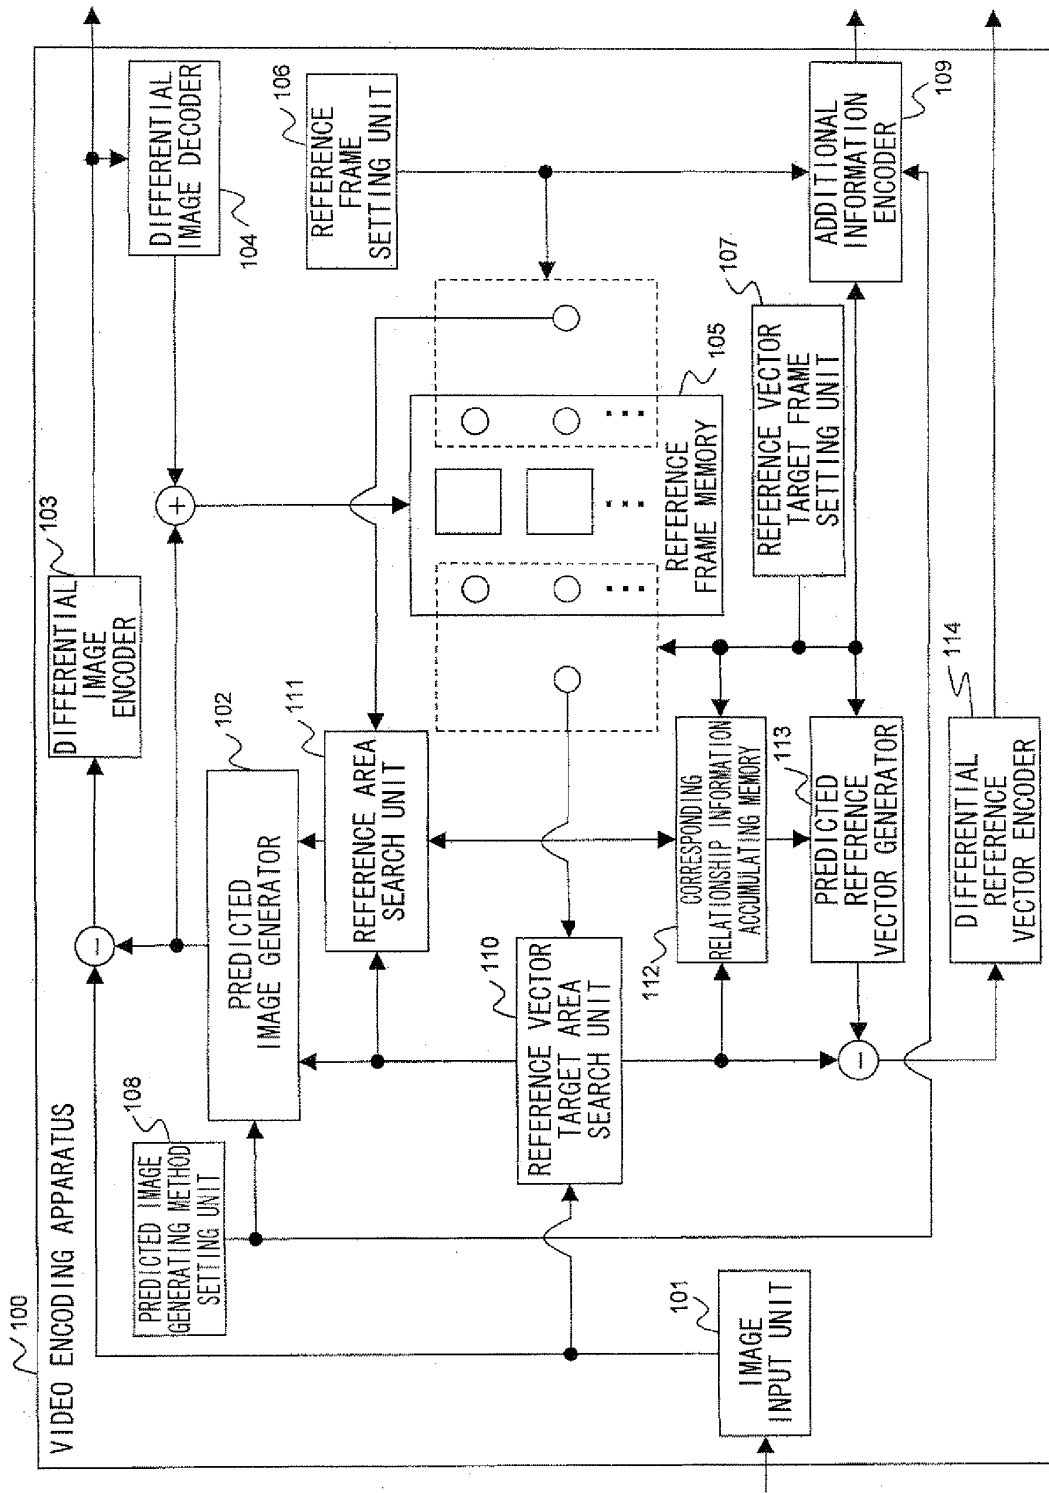 100
VIDEO ENCODING APPARATUS
PREDICTED IMAGE
GENERATING METHOD
SETTING UNIT
108
PREDICTED
IMAGE GENERATOR
102
DIFFERENTIAL
IMAGE
ENCODER
103
DIFFERENTIAL
IMAGE DECODER
104
REFERENCE
FRAME
SETTING UNIT
106
REFERENCE AREA
SEARCH UNIT
111
REFERENCE
FRAME MEMORY
105
REFERENCE VECTOR
TARGET AREA
SEARCH UNIT
110
IMAGE
INPUT UNIT
101
CORRESPONDING
RELATIONSHIP INFORMATION
ACCUMULATING MEMORY
112
REFERENCE VECTOR
TARGET FRAME
SETTING UNIT
107
PREDICTED
REFERENCE
VECTOR GENERATOR
113
ADDITIONAL
INFORMATION
ENCODER
109
DIFFERENTIAL
REFERENCE
VECTOR ENCODER
114